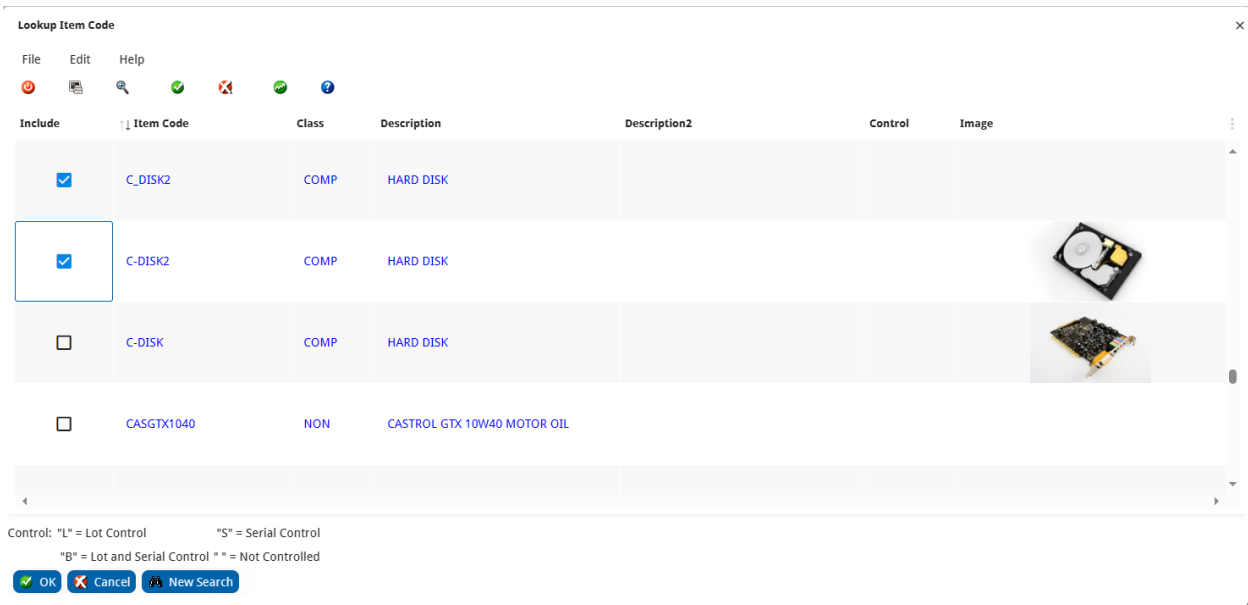 Lookup Item Code
File Edit Help
Include Item Code Class Description Description2 Control Image
C_DISK2 COMP HARD DISK
C-DISK2 COMP HARD DISK
C-DISK COMP HARD DISK
CASGTX1040 NON CASTROL GTX 10W40 MOTOR OIL
Control: "L" = Lot Control "S" = Serial Control
"B" = Lot and Serial Control " " = Not Controlled
OK Cancel New Search